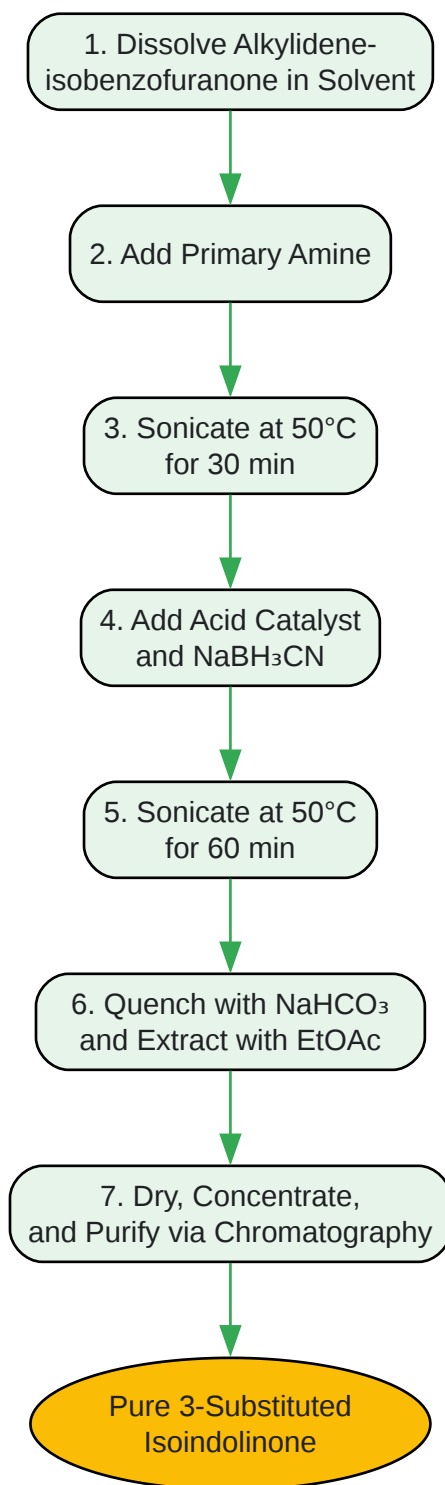 1. Dissolve Alkylidene-
isobenzofuranone in Solvent
2. Add Primary Amine
3. Sonicate at 50°C
for 30 min
4. Add Acid Catalyst
and NaBH₃CN
5. Sonicate at 50°C
for 60 min
6. Quench with NaHCO₃
and Extract with EtOAc
7. Dry, Concentrate,
and Purify via Chromatography
Pure 3-Substituted
Isoindolinone